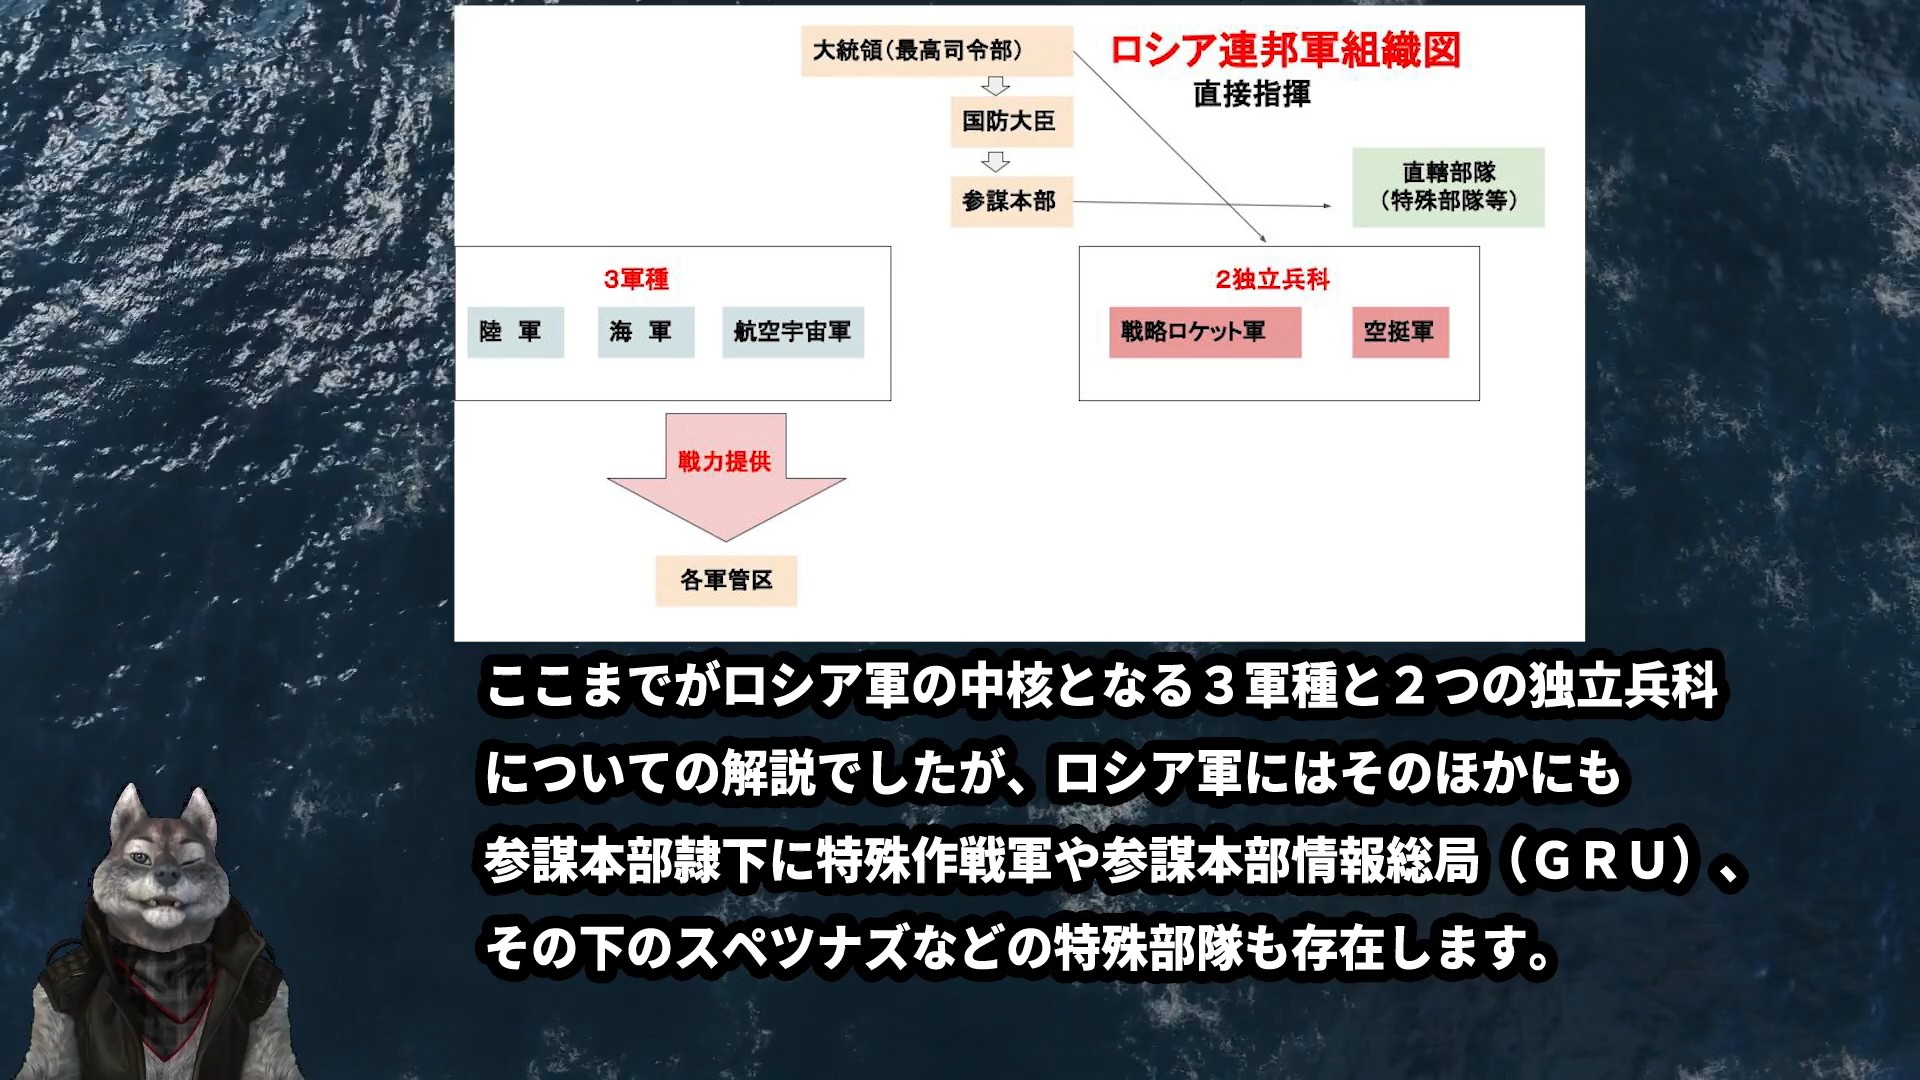 大統領（最高司令部）
ロシア連邦軍組織図
直接指揮
国防大臣
参謀本部
直轄部隊
（特殊部隊等）
３軍種
陸　軍
海　軍
航空宇宙軍
２独立兵科
戦略ロケット軍
空挺軍
戦力提供
各軍管区
ここまでがロシア軍の中核となる３軍種と２つの独立兵科
についての解説でしたが、ロシア軍にはそのほかにも
参謀本部隷下に特殊作戦軍や参謀本部情報総局（ＧＲＵ）、
その下のスペツナズなどの特殊部隊も存在します。